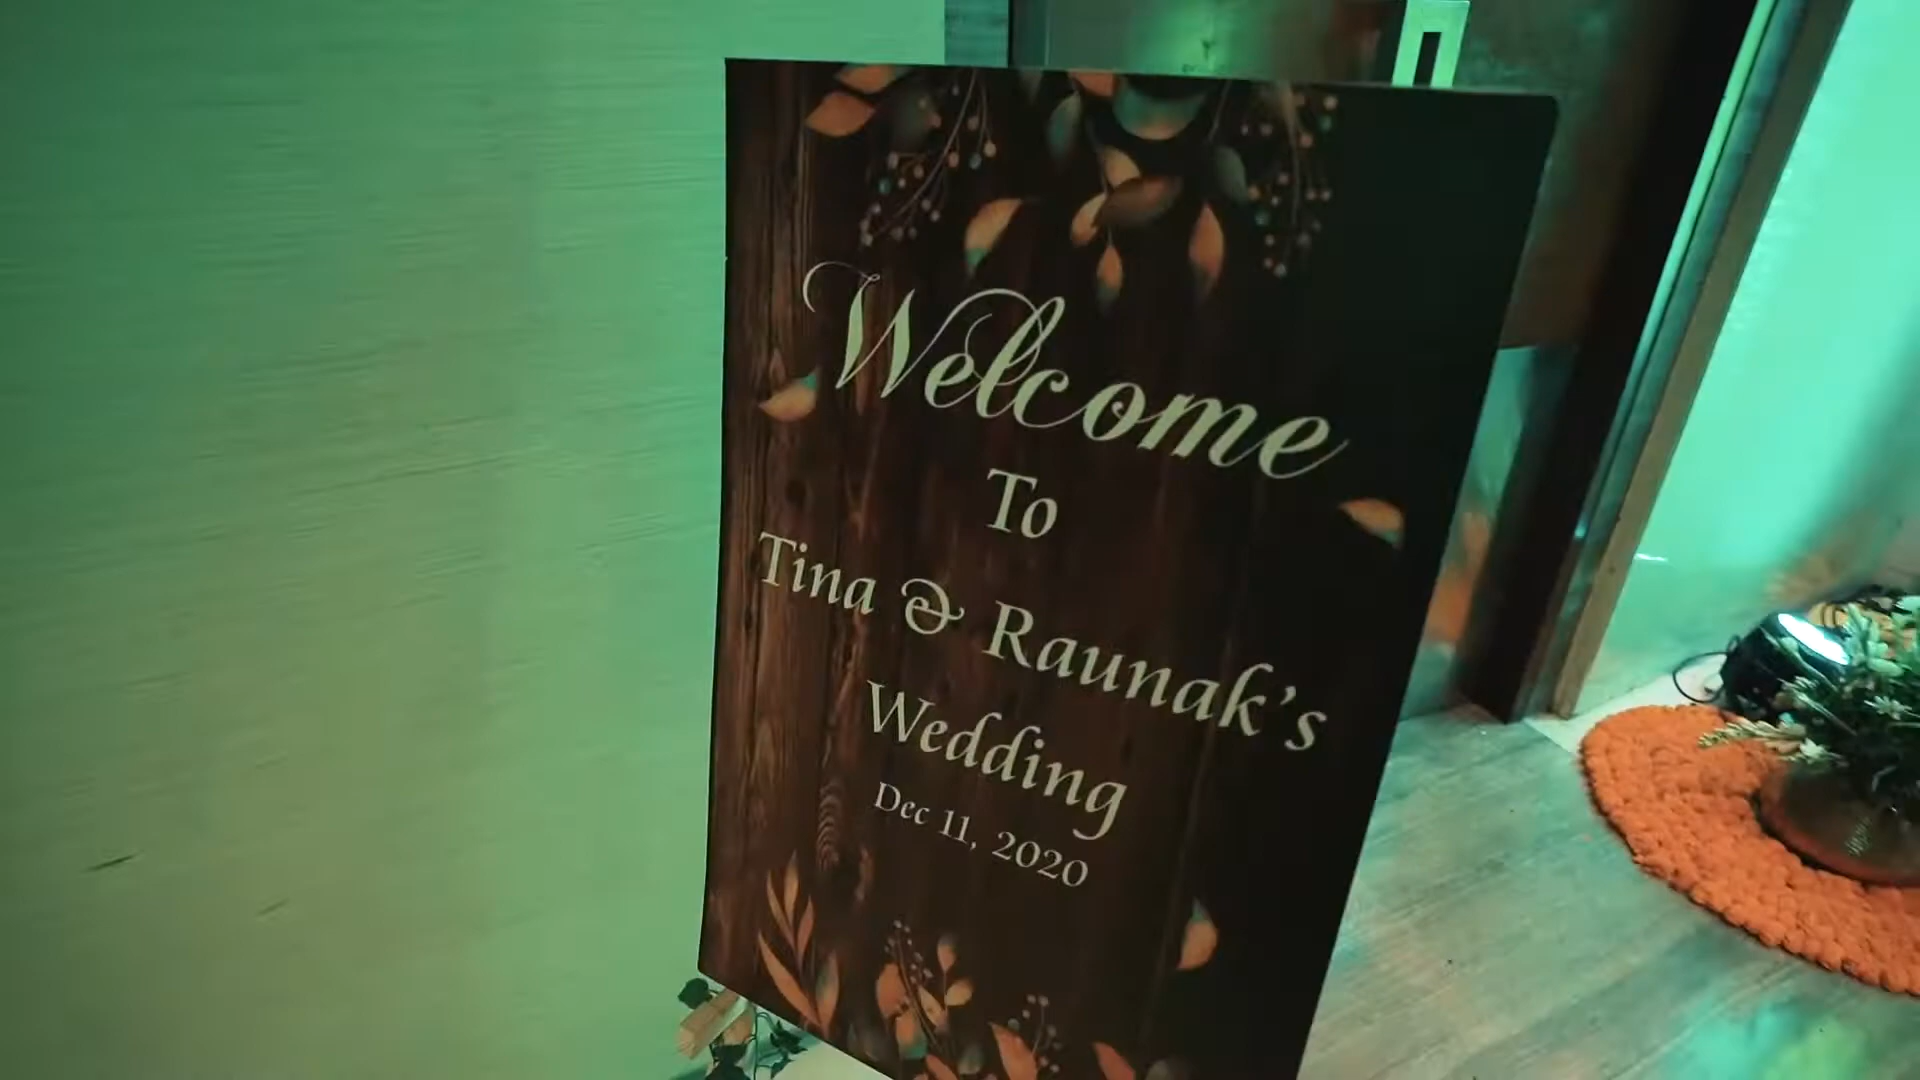 Welcome
To
Tina & Raunak's
Wedding
Dec 11, 2020